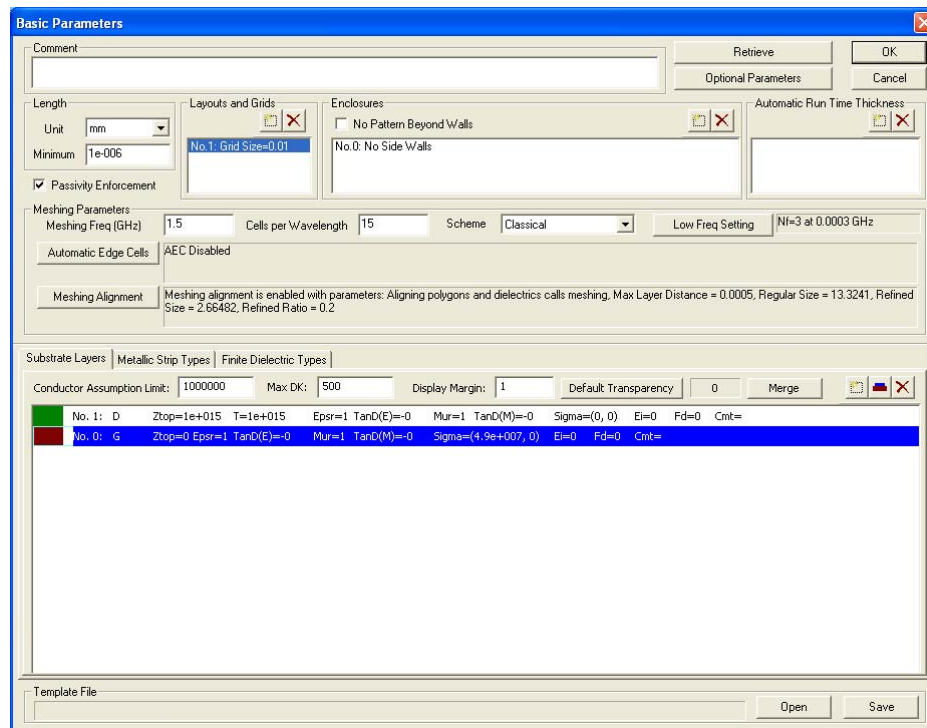 Basic Parameters
Comment
Retrieve
OK
Optional Parameters
Cancel
Length
Layouts and Grids
Enclosures
Automatic Run Time Thickness
Unit mm
No Pattern Beyond Walls
Minimum 1e-006
No.1: Grid Size=0.01
No.0: No Side Walls
Passivity Enforcement
Meshing Parameters
Meshing Freq (GHz) 1.5 Cells per Wavelength 15 Scheme Classical Low Freq Setting Nf=3 at 0.0003 GHz
Automatic Edge Cells AEC Disabled
Meshing Alignment Meshing alignment is enabled with parameters: Aligning polygons and dielectrics calls meshing, Max Layer Distance = 0.0005, Regular Size = 13.3241, Refined
Size = 2.66482, Refined Ratio = 0.2
Substrate Layers Metallic Strip Types Finite Dielectric Types
Conductor Assumption Limit: 1000000 Max DK: 500 Display Margin: 1 Default Transparency 0 Merge
No. 1: D Ztop=1e+015 T=1e+015 Epsr=1 TanD(E)=-0 Mur=1 TanD(M)=-0 Sigma=(0, 0) Ei=0 Fd=0 Cmt=
No. 0: G Ztop=0 Epsr=1 TanD(E)=-0 Mur=1 TanD(M)=-0 Sigma=(4.9e+007, 0) Ei=0 Fd=0 Cmt=
Template File
Open
Save